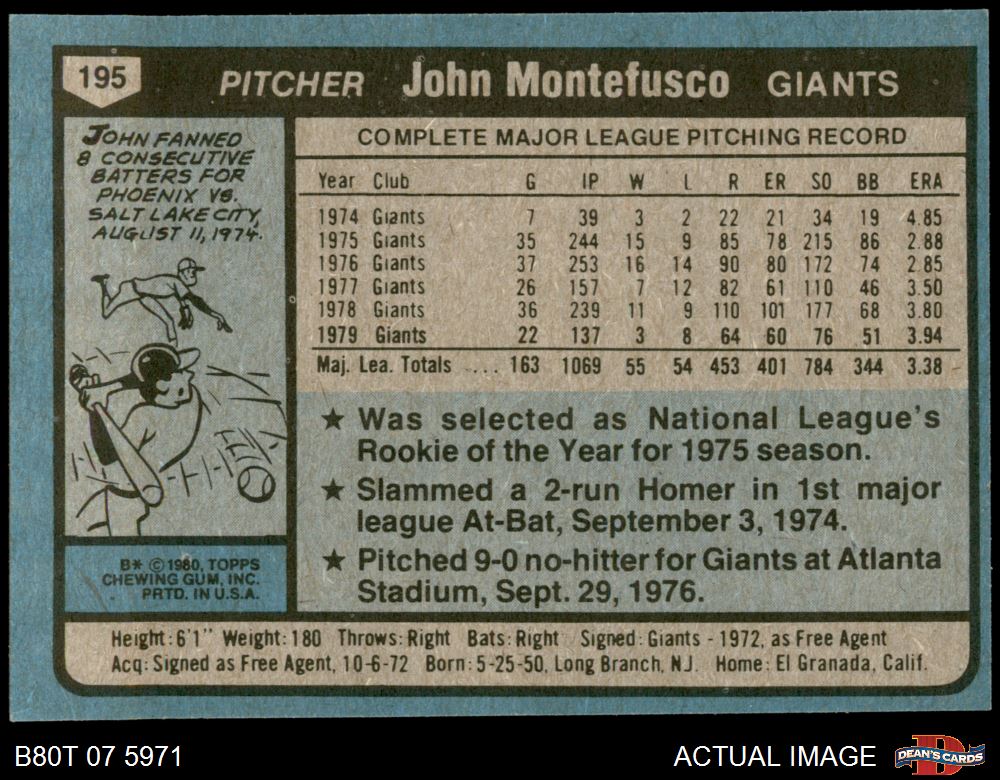 195 PITCHER John Montefusco GIANTS
JOHN FANNED
8 CONSECUTIVE
BATTERS FOR
PHOENIX VS.
SALT LAKE CITY,
AUGUST 11, 1974.
COMPLETE MAJOR LEAGUE PITCHING RECORD
Year Club G IP W L R ER SO BB ERA
1974 Giants 7 39 3 2 22 21 34 19 4.85
1975 Giants 35 244 15 9 85 78 215 86 2.88
1976 Giants 37 253 16 14 90 80 172 74 2.85
1977 Giants 26 157 7 12 82 61 110 46 3.50
1978 Giants 36 239 11 9 110 101 177 68 3.80
1979 Giants 22 137 3 8 64 60 76 51 3.94
Maj. Lea. Totals ... 163 1069 55 54 453 401 784 344 3.38
★ Was selected as National League's
Rookie of the Year for 1975 season.
★ Slammed a 2-run Homer in 1st major
league At-Bat, September 3, 1974.
★ Pitched 9-0 no-hitter for Giants at Atlanta
Stadium, Sept. 29, 1976.
B* © 1980, TOPPS
CHEWING GUM, INC.
PRTD. IN U.S.A.
Height: 6'1" Weight: 180 Throws: Right Bats: Right Signed: Giants - 1972, as Free Agent
Acq: Signed as Free Agent, 10-6-72 Born: 5-25-50, Long Branch, NJ. Home: El Granada, Calif.
B80T 07 5971 ACTUAL IMAGE DEAN'S CARDS